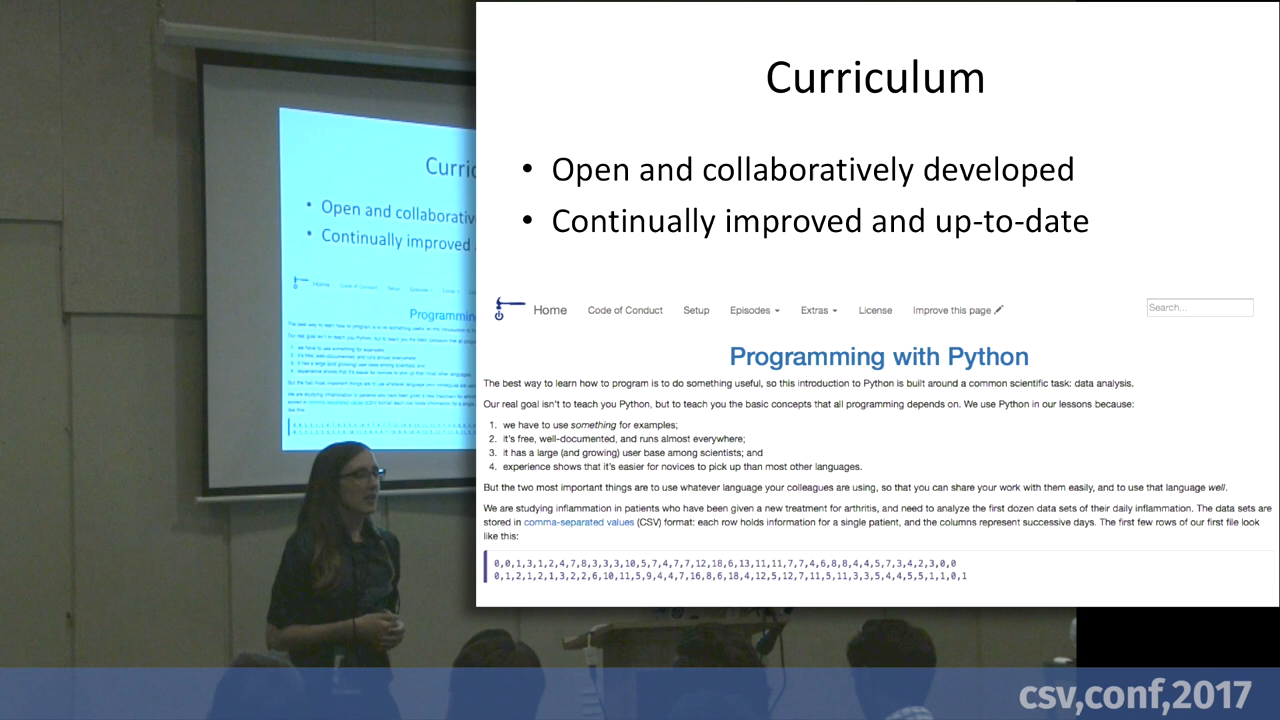 Curriculum
• Open and collaboratively developed
• Continually improved and up-to-date
Home Code of Conduct Setup Episodes Extras License Improve this page Search...
Programming with Python
The best way to learn how to program is to do something useful, so this introduction to Python is built around a common scientific task: data analysis.
Our real goal isn't to teach you Python, but to teach you the basic concepts that all programming depends on. We use Python in our lessons because:
1. we have to use something for examples;
2. it's free, well-documented, and runs almost everywhere;
3. it has a large (and growing) user base among scientists; and
4. experience shows that it's easier for novices to pick up than most other languages.
But the two most important things are to use whatever language your colleagues are using, so that you can share your work with them easily, and to use that language well.
We are studying inflammation in patients who have been given a new treatment for arthritis, and need to analyze the first dozen data sets of their daily inflammation. The data sets are
stored in comma-separated values (CSV) format: each row holds information for a single patient, and the columns represent successive days. The first few rows of our first file look
like this:
0,0,1,3,1,2,4,7,8,3,3,3,10,5,7,4,7,7,12,18,6,13,11,11,7,7,4,6,8,8,4,4,5,7,3,4,2,3,0,0
0,1,2,1,2,1,3,2,2,6,10,11,5,9,4,4,7,16,8,6,18,4,12,5,12,7,11,5,11,3,3,5,4,4,5,5,1,1,0,1
Curric
• Open and collaborativ
• Continually improved
Home Code of Conduct Setup Episodes Extras
Programmin
csv,conf,2017